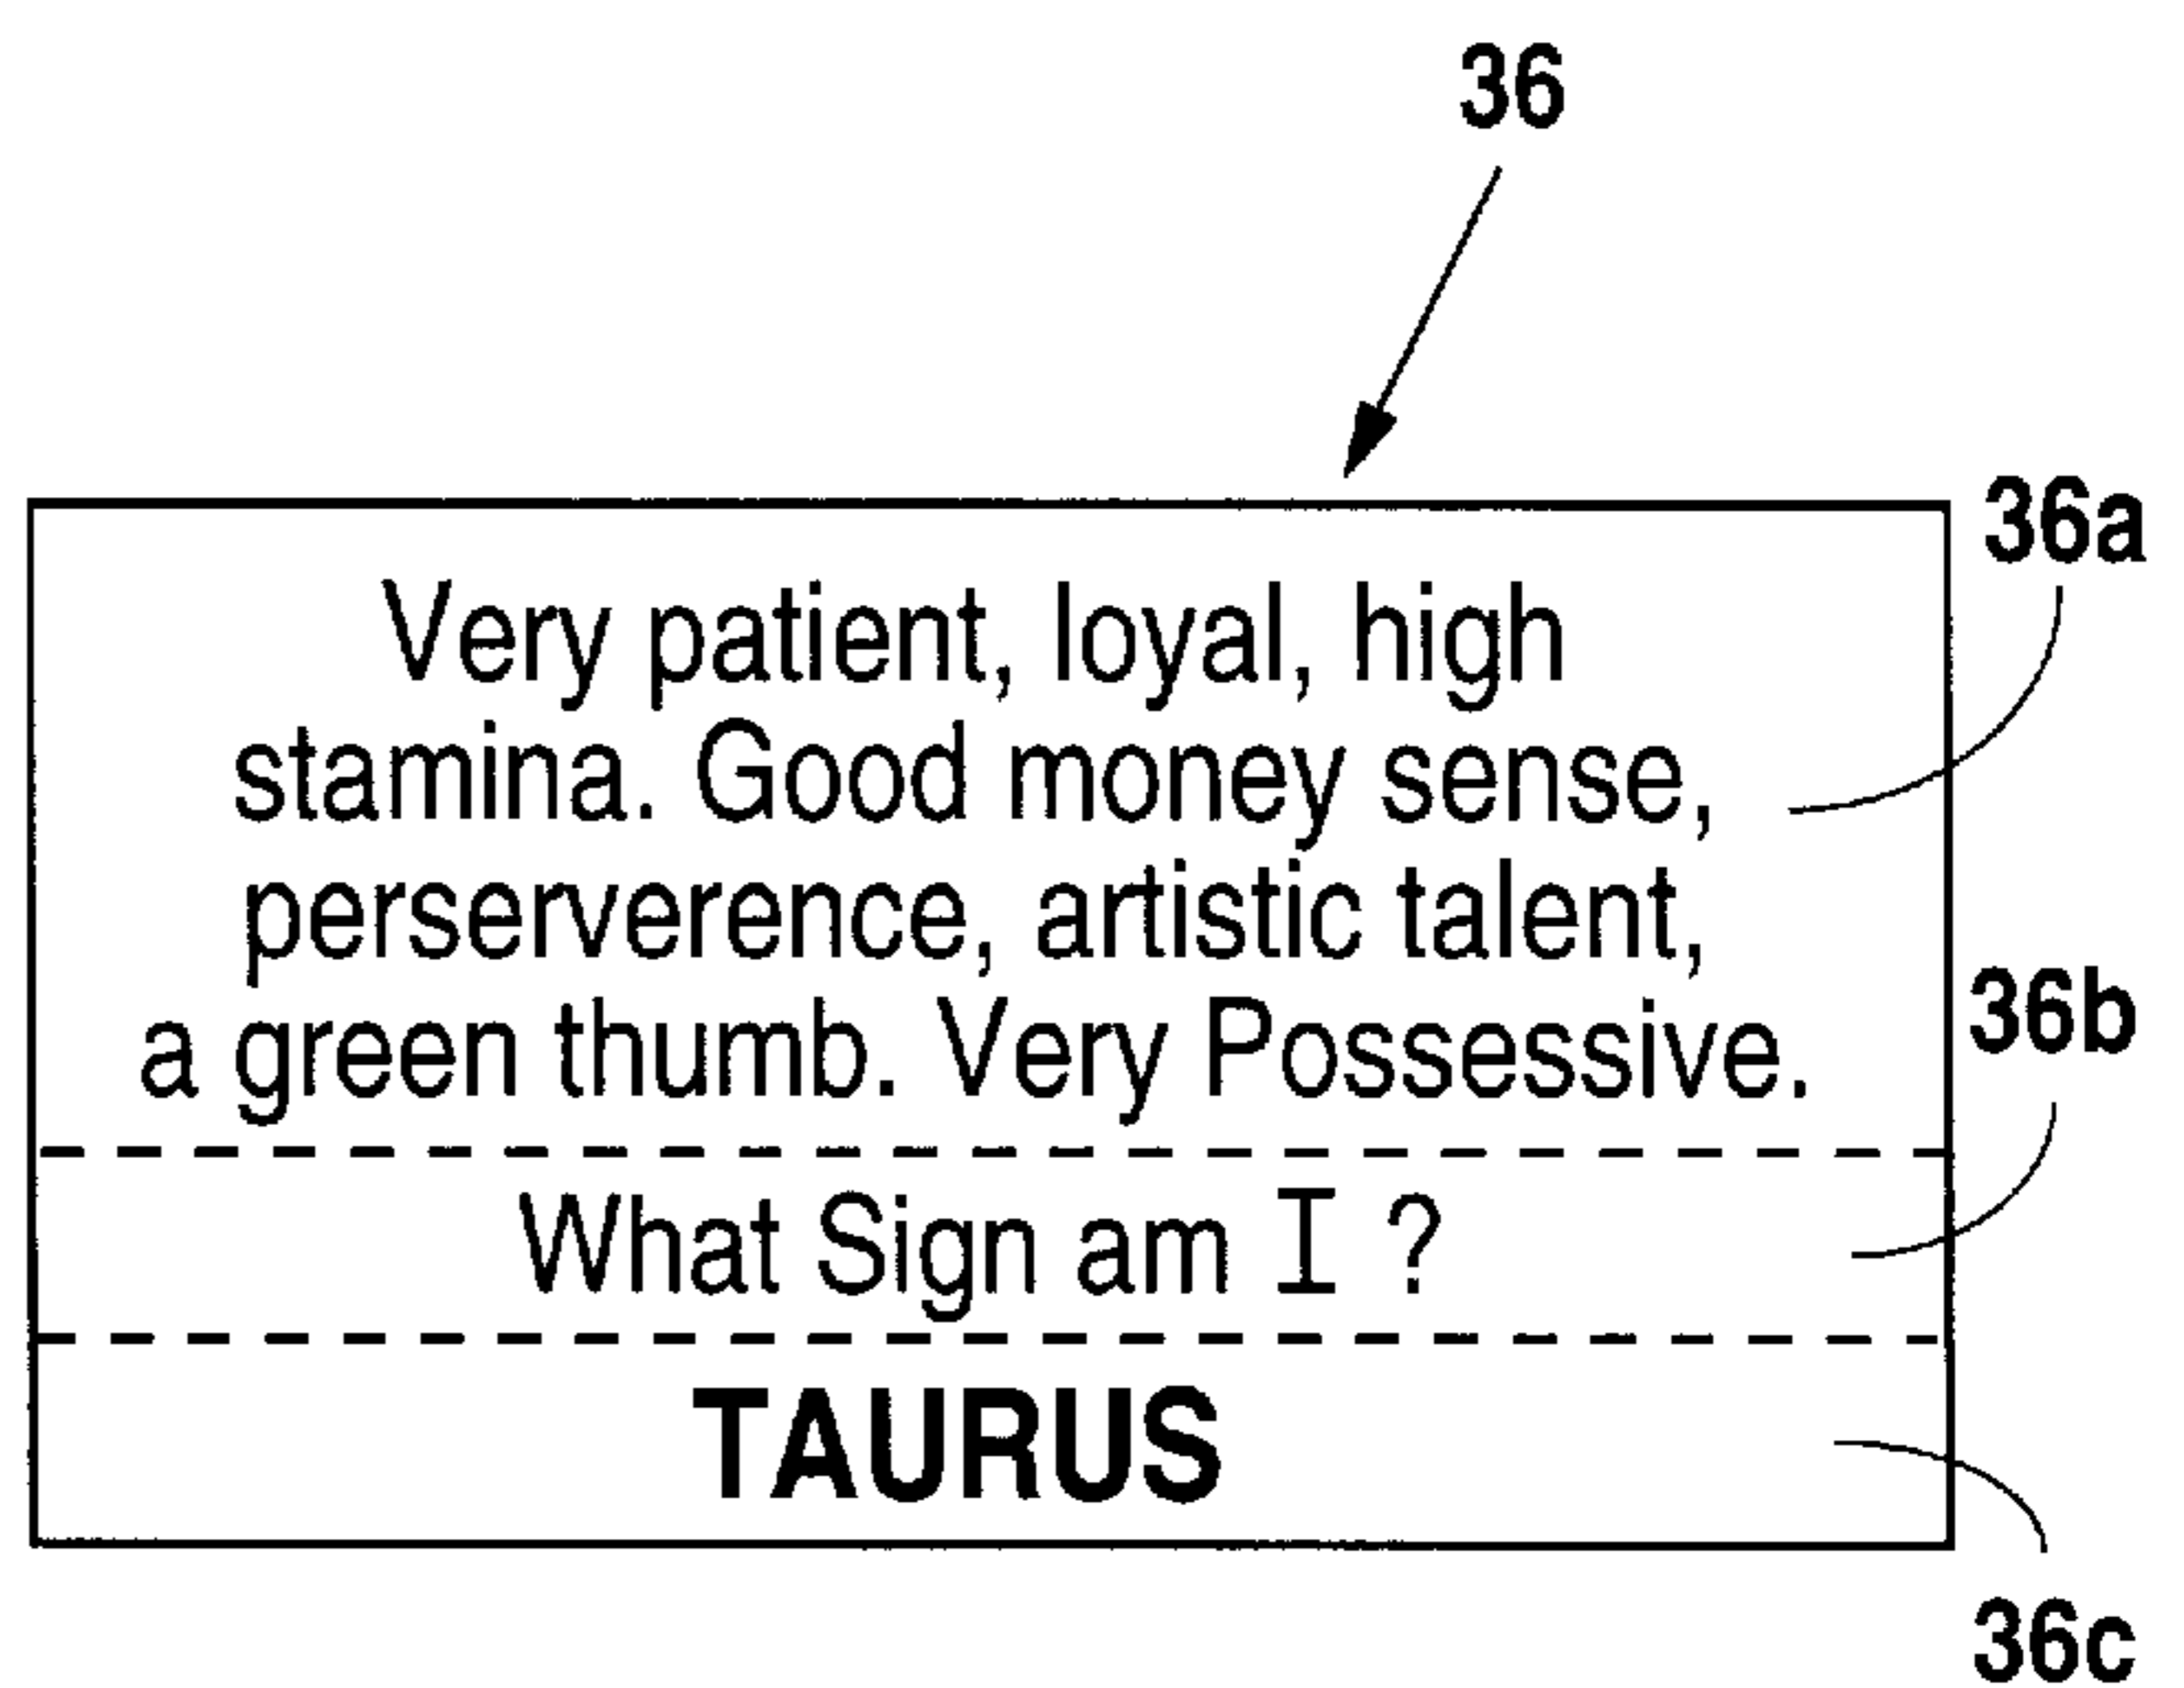 36
36a
Very patient, loyal, high
stamina. Good money sense,
perserverence, artistic talent,
a green thumb. Very Possessive.
36b
What Sign am I ?
TAURUS
36c